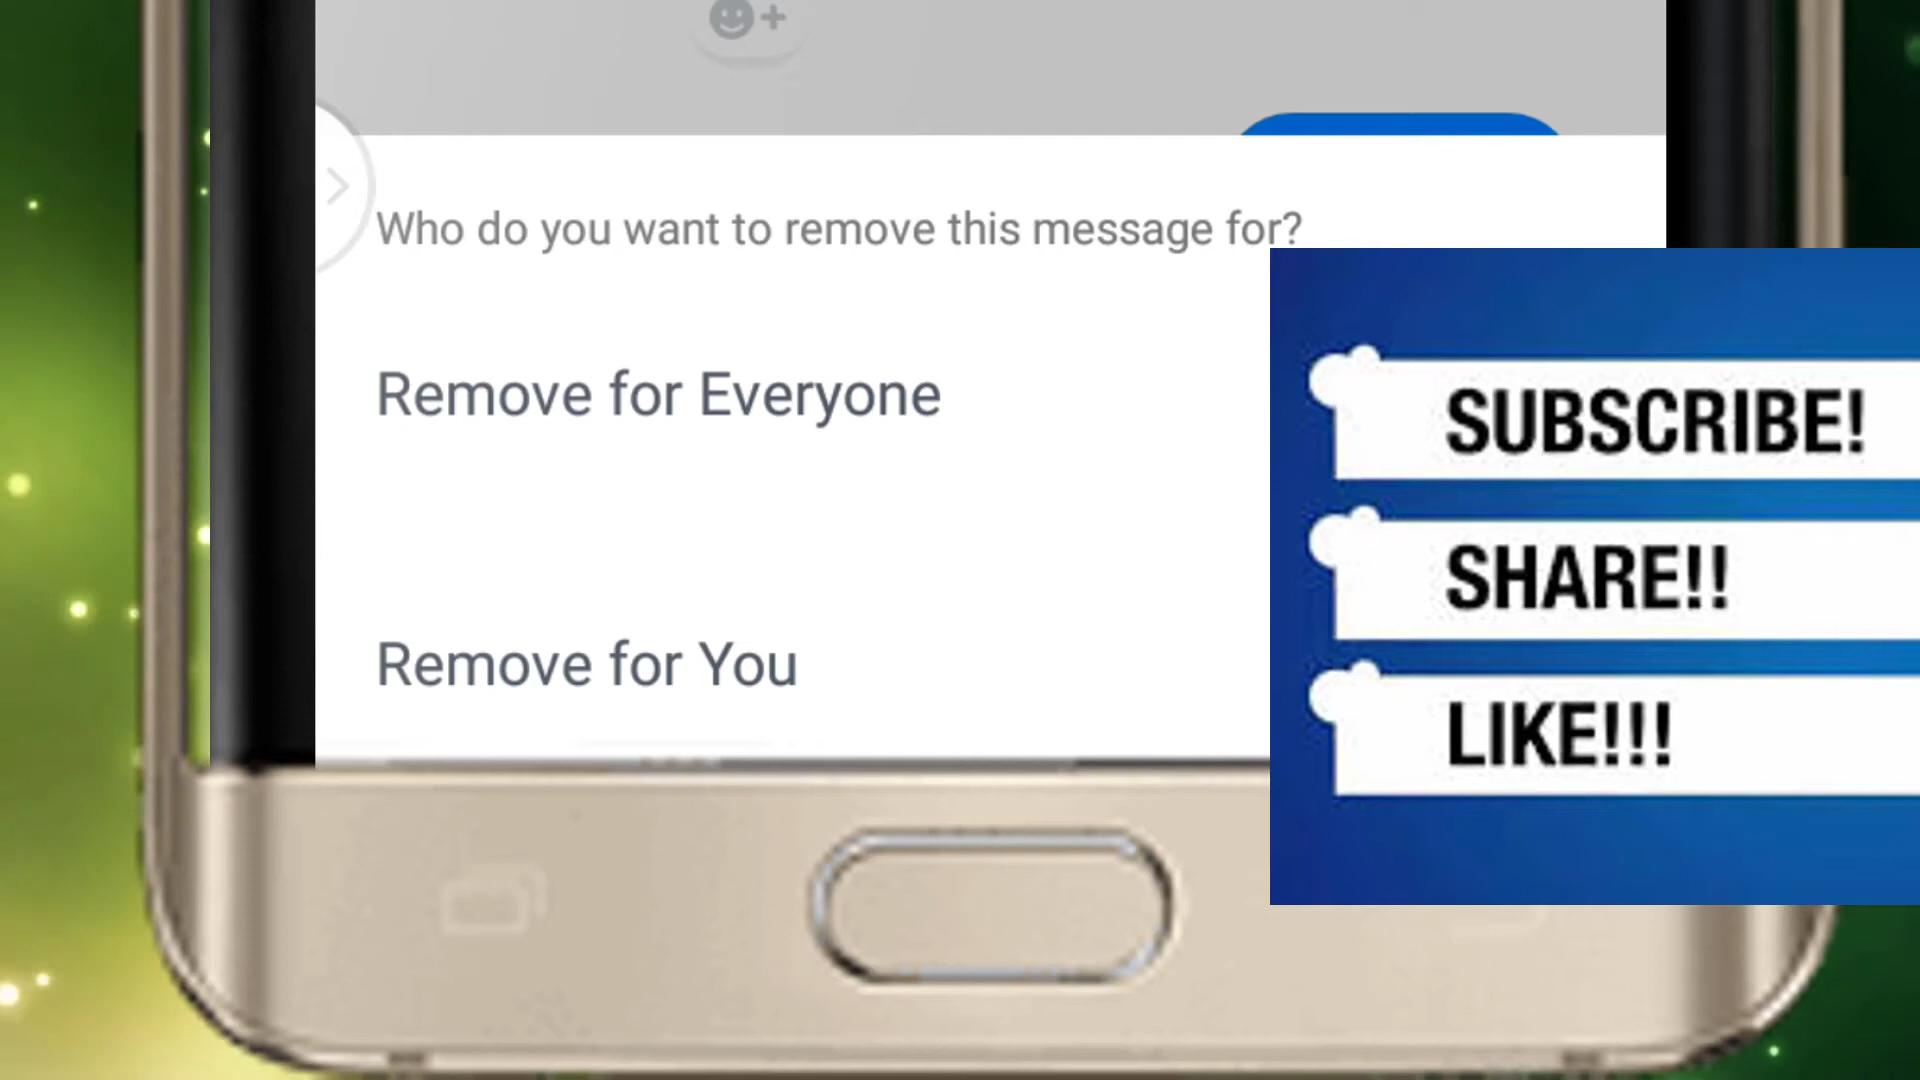 Who do you want to remove this message for?
Remove for Everyone
Remove for You
SUBSCRIBE!
SHARE!!
LIKE!!!